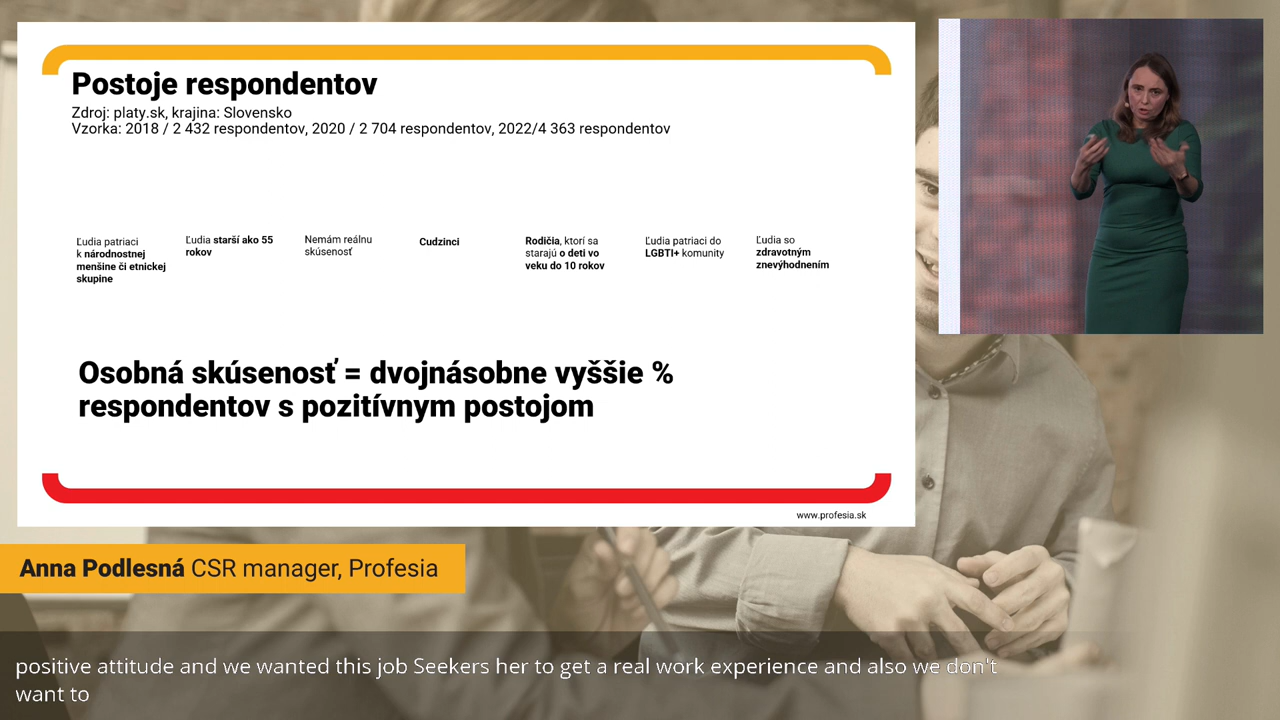 Postoje respondentov
Zdroj: platy.sk, krajina: Slovensko
Vzorka: 2018 / 2 432 respondentov, 2020 / 2 704 respondentov, 2022/4 363 respondentov
Ľudia patriaci
k národnostnej
menšine či etnickej
skupine
Ľudia starší ako 55
rokov
Nemám reálnu
skúsenosť
Cudzinci
Rodičia, ktorí sa
starajú o deti vo
veku do 10 rokov
Ľudia patriaci do
LGBTI+ komunity
Ľudia so
zdravotným
znevýhodnením
Osobná skúsenosť = dvojnásobne vyššie %
respondentov s pozitívnym postojom
www.profesia.sk
Anna Podlesná CSR manager, Profesia
positive attitude and we wanted this job Seekers her to get a real work experience and also we don't
want to